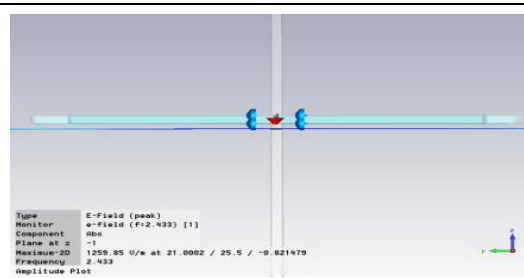 Type E-Field (peak)
Monitor e-field (f=2.433) [1]
Component Abs
Plane at z -1
Maximum-2D 1259.85 V/m at 21.0002 / 25.5 / -0.821479
Frequency 2.433
Amplitude Plot
z
y